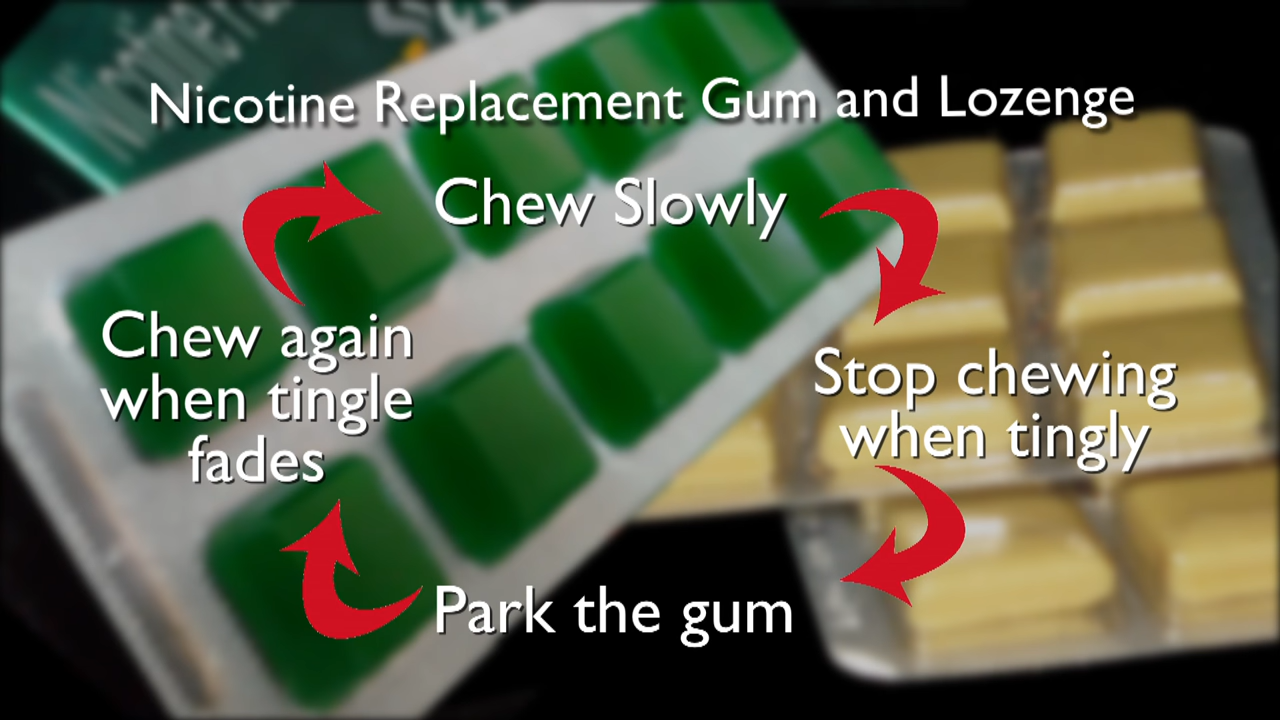 Nicotine Replacement Gum and Lozenge
Chew Slowly
Stop chewing
when tingly
Park the gum
Chew again
when tingle
fades
Nicotine